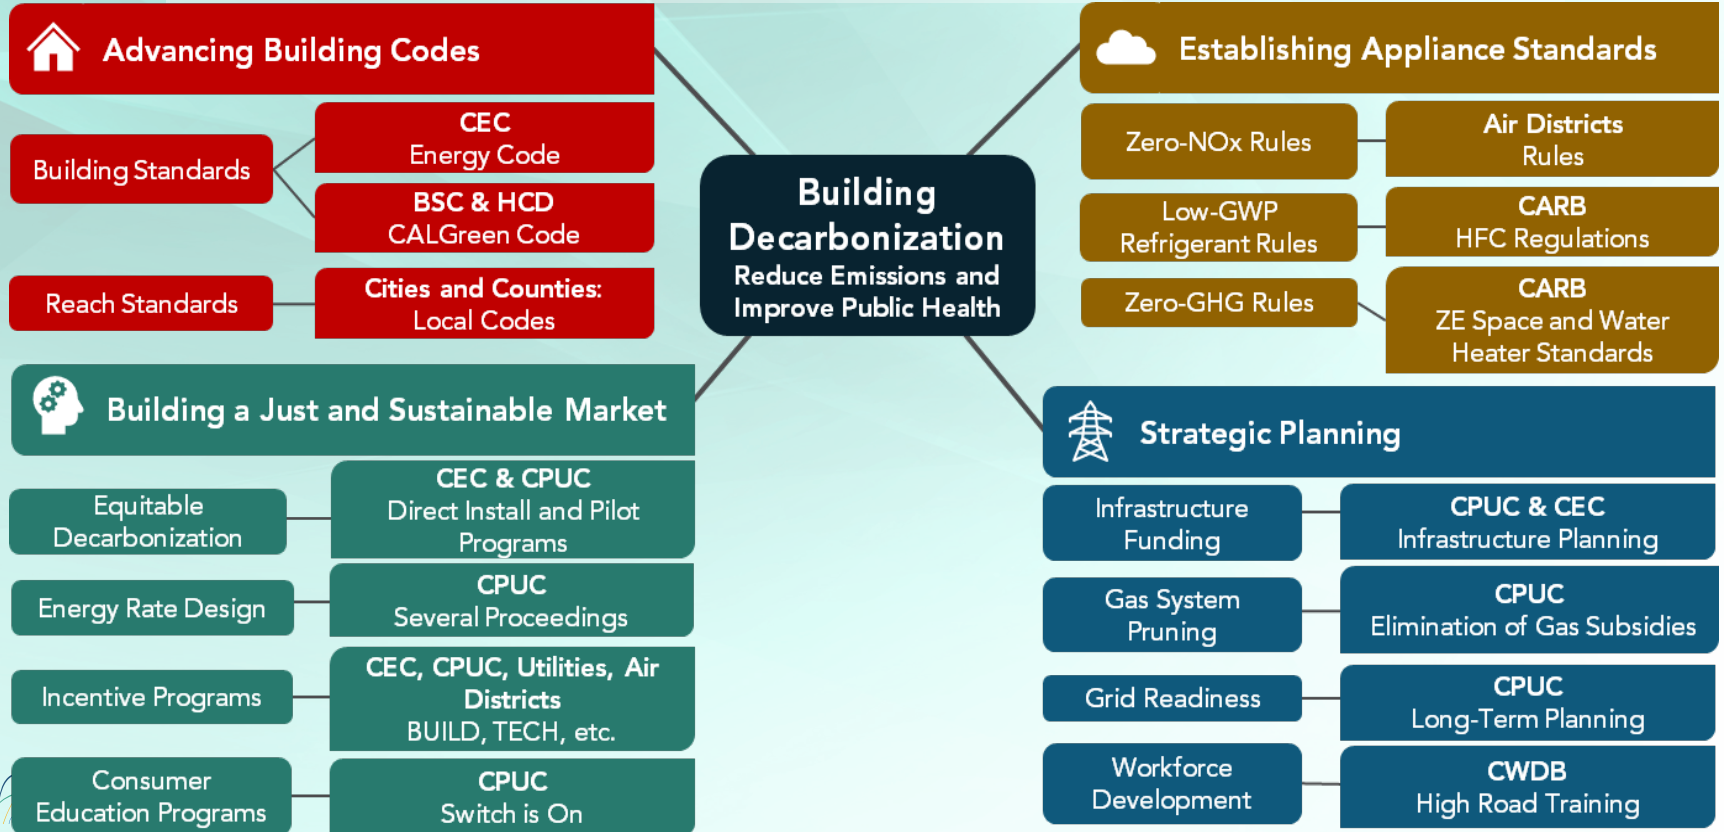 Advancing Building Codes
Building Standards
CEC
Energy Code
BSC & HCD
CALGreen Code
Reach Standards
Cities and Counties:
Local Codes
Establishing Appliance Standards
Zero-NOx Rules
Air Districts
Rules
Low-GWP
Refrigerant Rules
CARB
HFC Regulations
Zero-GHG Rules
CARB
ZE Space and Water
Heater Standards
Building
Decarbonization
Reduce Emissions and
Improve Public Health
Building a Just and Sustainable Market
Equitable
Decarbonization
CEC & CPUC
Direct Install and Pilot
Programs
Energy Rate Design
CPUC
Several Proceedings
Incentive Programs
CEC, CPUC, Utilities, Air
Districts
BUILD, TECH, etc.
Consumer
Education Programs
CPUC
Switch is On
Strategic Planning
Infrastructure
Funding
CPUC & CEC
Infrastructure Planning
Gas System
Pruning
CPUC
Elimination of Gas Subsidies
Grid Readiness
CPUC
Long-Term Planning
Workforce
Development
CWDB
High Road Training